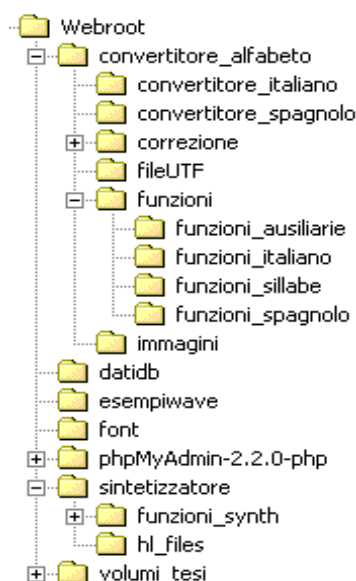 Webroot
convertitore_alfabeto
convertitore_italiano
convertitore_spagnolo
correzione
fileUTF
funzioni
funzioni_ausiliarie
funzioni_italiano
funzioni_sillabe
funzioni_spagnolo
immagini
datidb
esempiwave
font
phpMyAdmin-2.2.0-php
sintetizzatore
funzioni_synth
hl_files
volumi_tesi